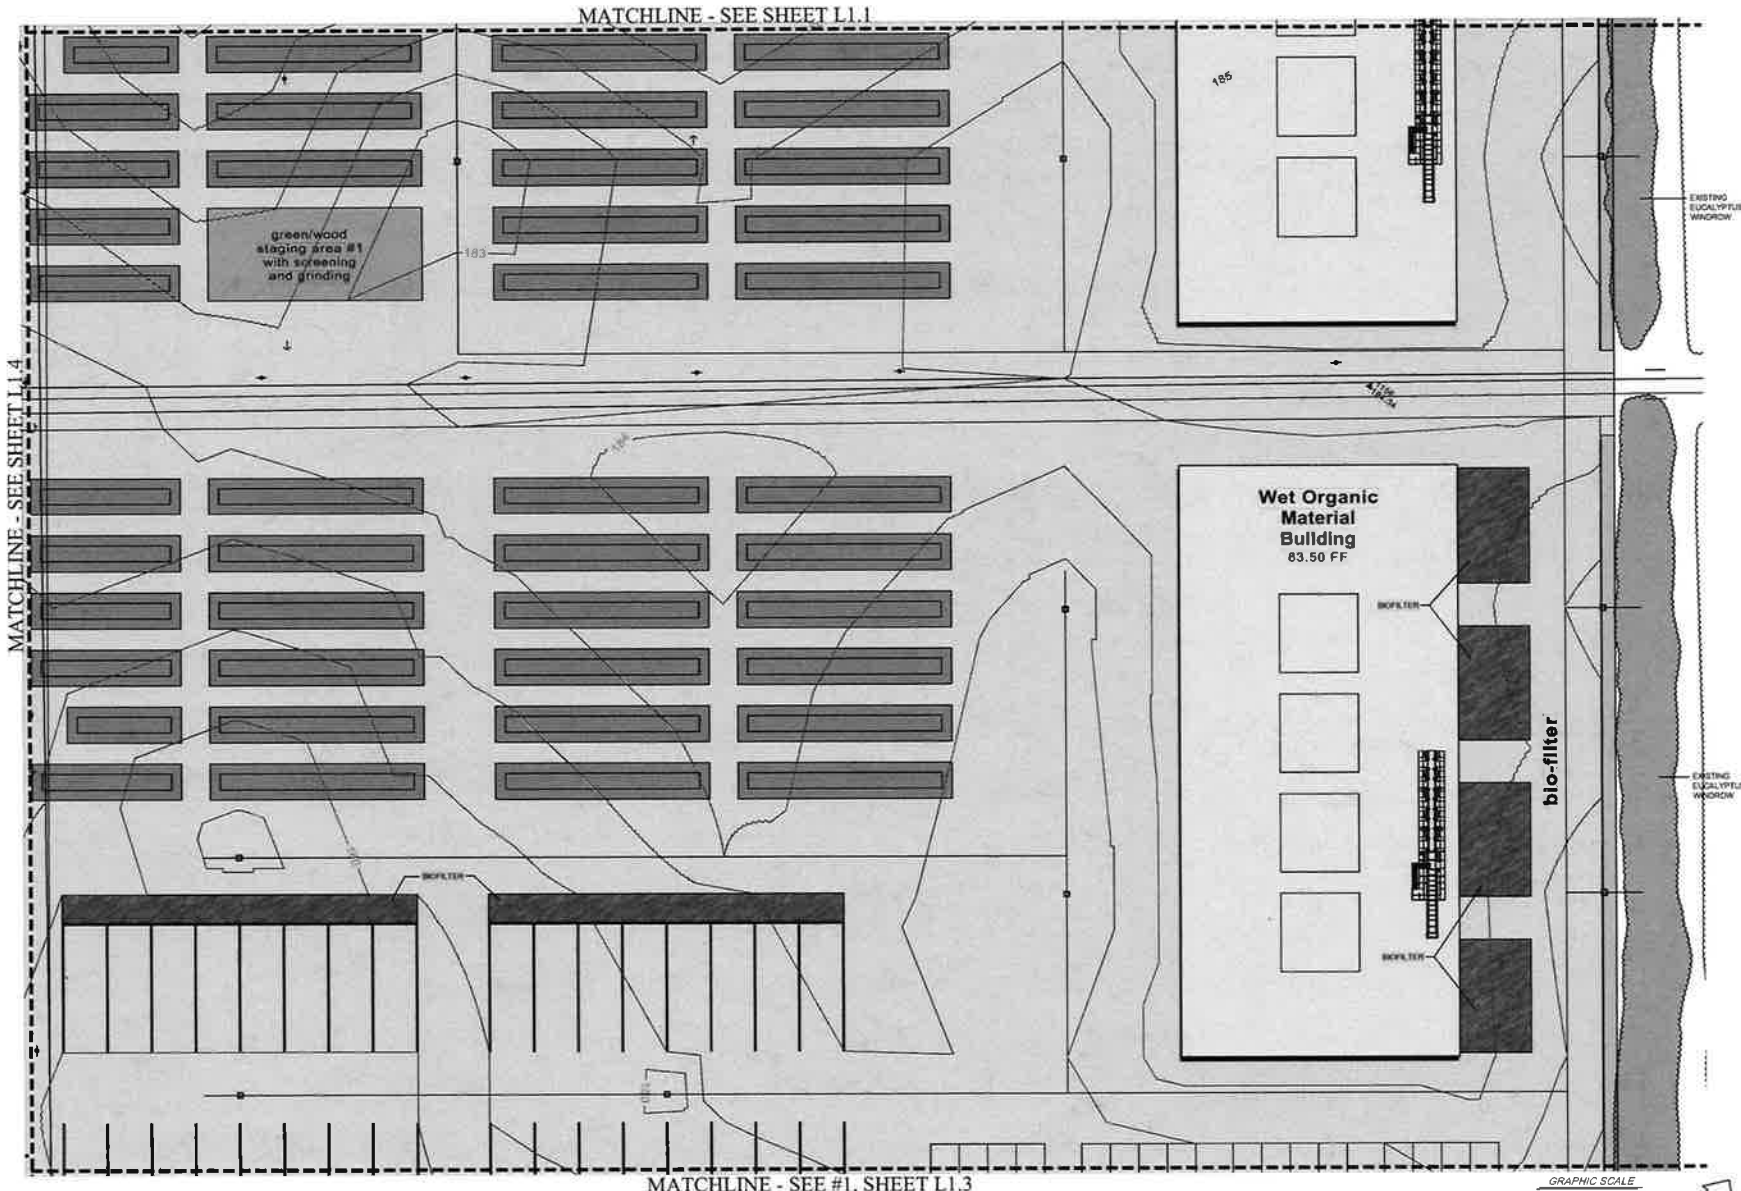 MATCHLINE - SEE SHEET L1.1
185
EXISTING
EUCALYPTUS
WINDROW
green/wood
staging area #1
with screening
and grinding
183
MATCHLINE - SEE SHEET L1.4
184
Wet Organic
Material
Building
83.50 FF
BIOFILTER
bio-filter
EXISTING
EUCALYPTUS
WINDROW
BIOFILTER
BIOFILTER
MATCHLINE - SEE #1, SHEET L1.3
GRAPHIC SCALE